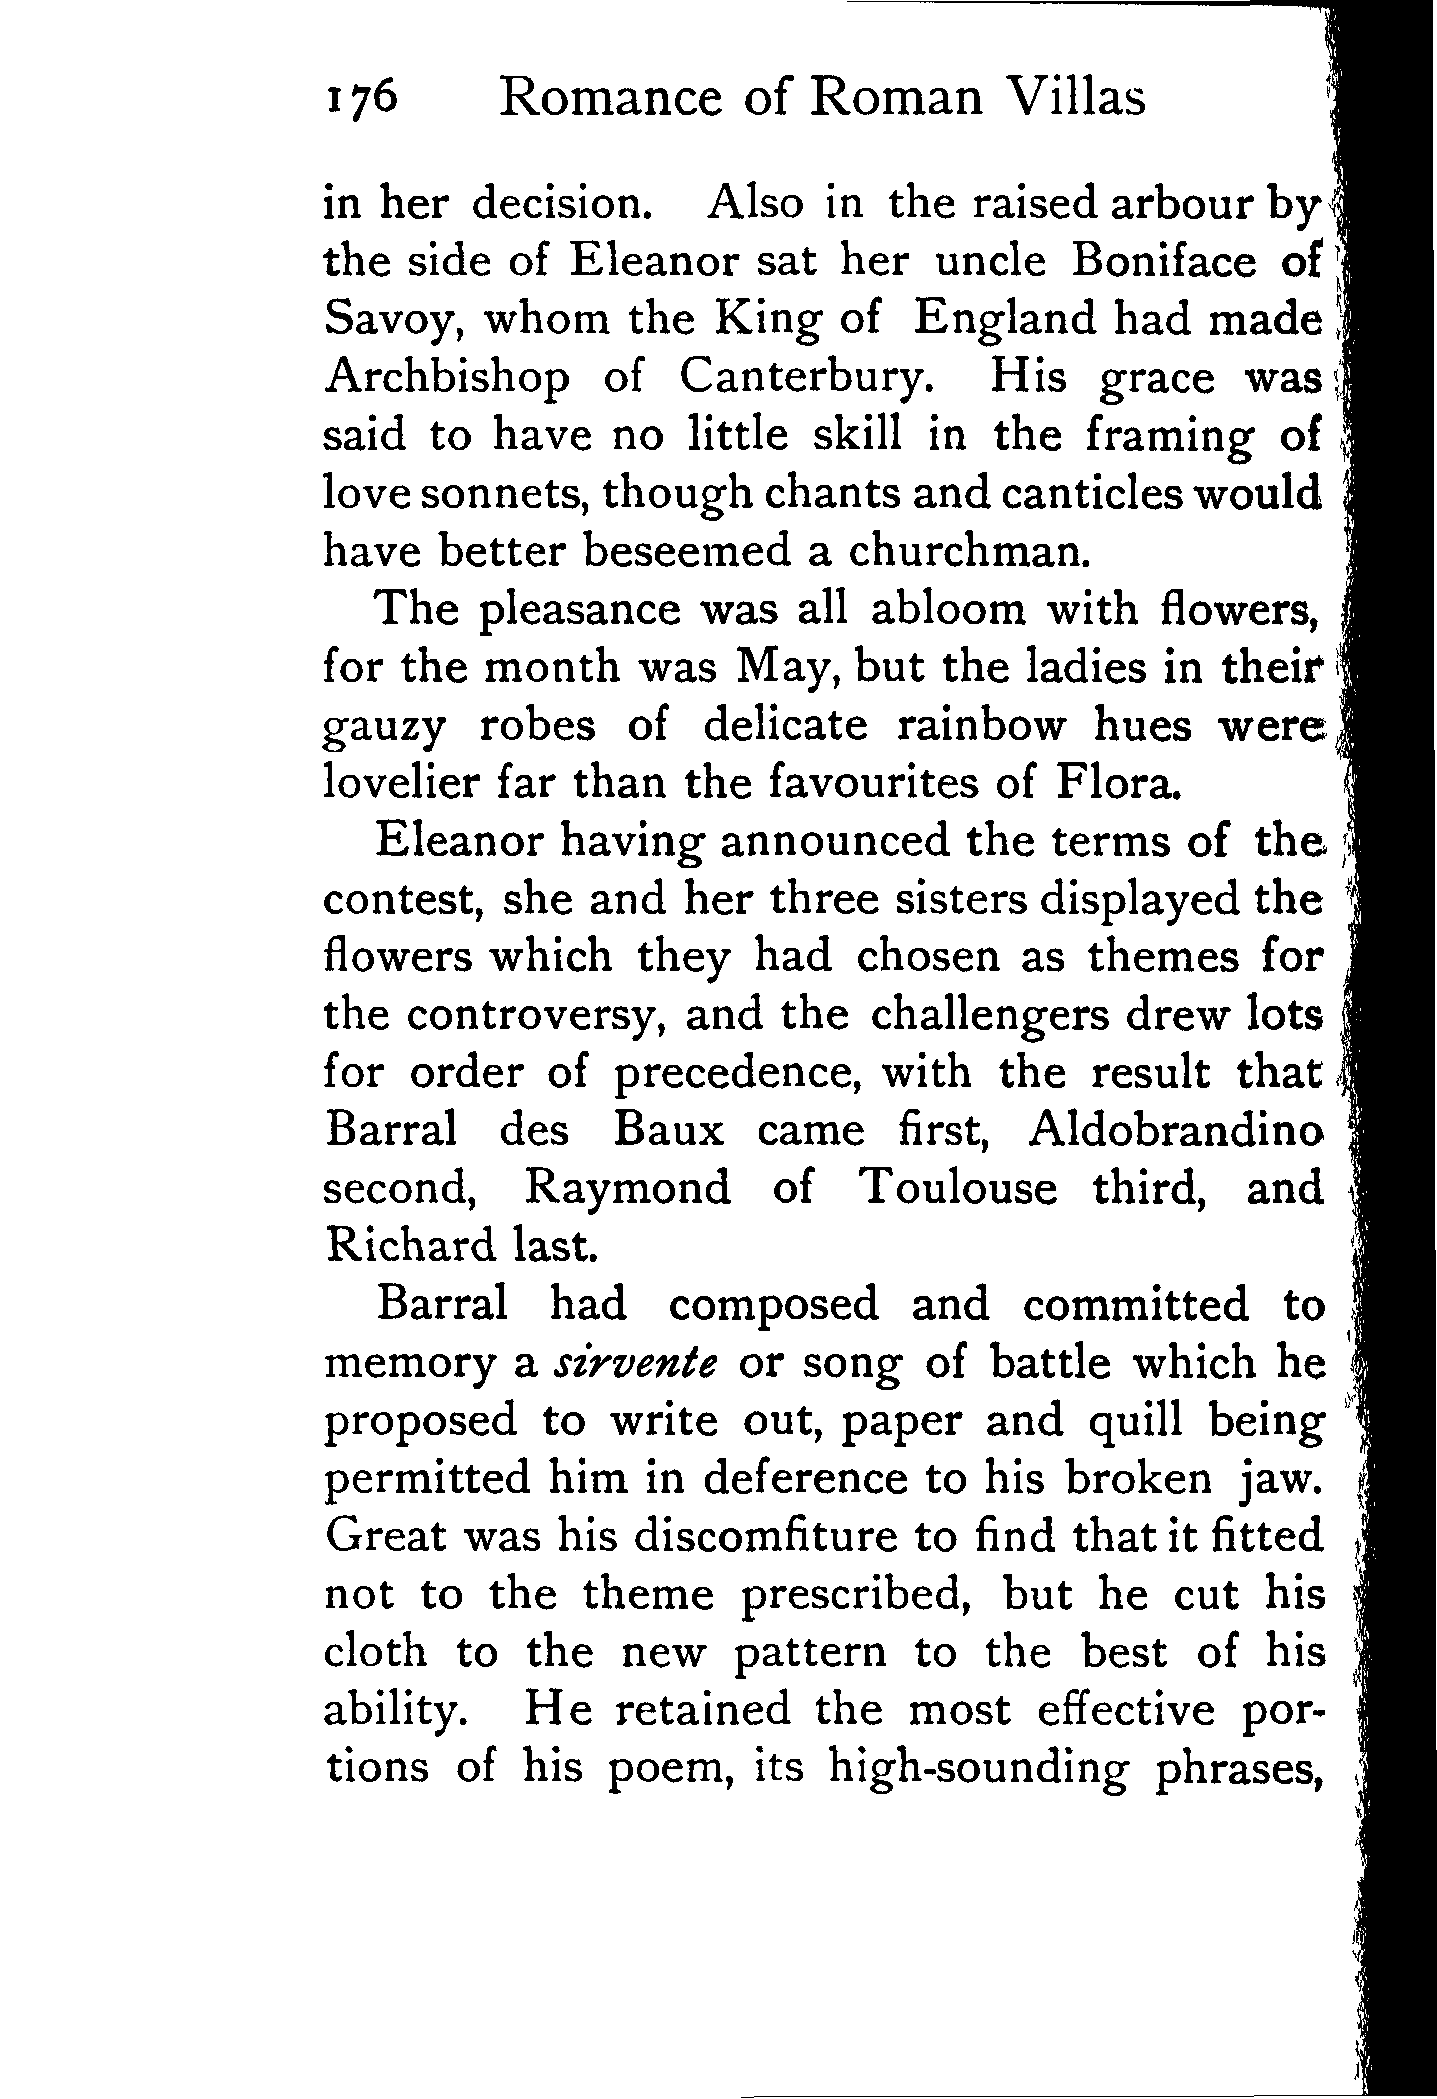 176 Romance of Roman Villas
in her decision. Also in the raised arbour by
the side of Eleanor sat her uncle Boniface of
Savoy, whom the King of England had made
Archbishop of Canterbury. His grace was
said to have no little skill in the framing of
love sonnets, though chants and canticles would
have better beseemed a churchman.
The pleasance was all abloom with flowers,
for the month was May, but the ladies in their
gauzy robes of delicate rainbow hues were
lovelier far than the favourites of Flora.
Eleanor having announced the terms of the
contest, she and her three sisters displayed the
flowers which they had chosen as themes for
the controversy, and the challengers drew lots
for order of precedence, with the result that
Barral des Baux came first, Aldobrandino
second, Raymond of Toulouse third, and
Richard last.
Barral had composed and committed to
memory a sirvente or song of battle which he
proposed to write out, paper and quill being
permitted him in deference to his broken jaw.
Great was his discomfiture to find that it fitted
not to the theme prescribed, but he cut his
cloth to the new pattern to the best of his
ability. He retained the most effective por-
tions of his poem, its high-sounding phrases,